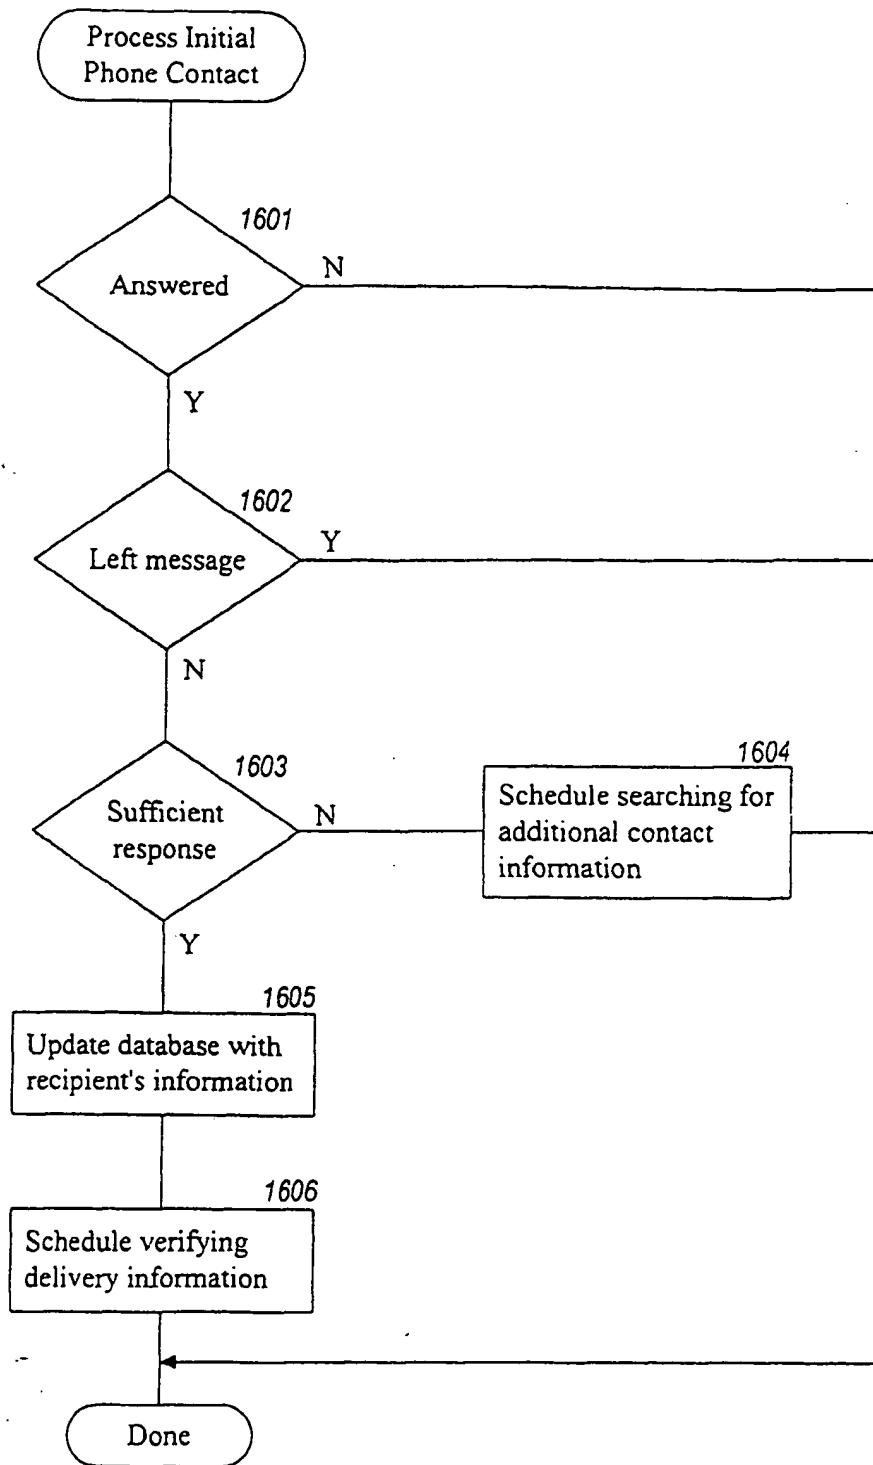 Process Initial
Phone Contact
1601
Answered
N
Y
1602
Left message
Y
N
1603
Sufficient
response
N
1604
Schedule searching for
additional contact
information
Y
1605
Update database with
recipient's information
1606
Schedule verifying
delivery information
Done